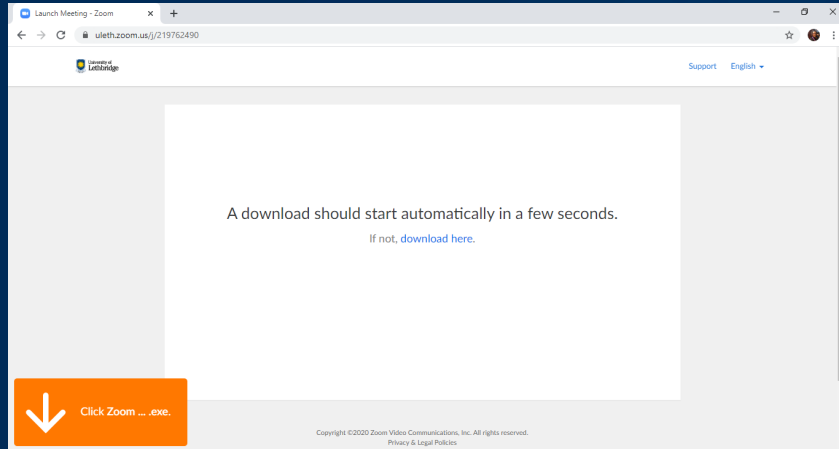 Launch Meeting - Zoom
uleth.zoom.us/j/219762490
University of
Lethbridge
Support English
A download should start automatically in a few seconds.
If not, download here.
Click Zoom ... .exe.
Copyright ©2020 Zoom Video Communications, Inc. All rights reserved.
Privacy & Legal Policies